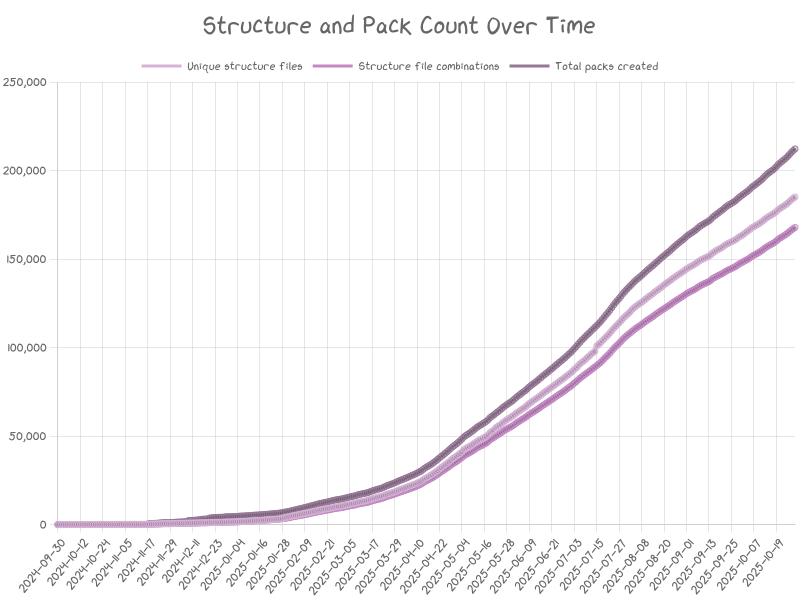 Structure and Pack Count Over Time
Unique structure files Structure file combinations Total packs created
250,000
200,000
150,000
100,000
50,000
0
2024-09-30 2024-10-12 2024-10-24 2024-11-05 2024-11-17 2024-11-29 2024-12-11 2024-12-23 2025-01-04 2025-01-16 2025-01-28 2025-02-09 2025-02-21 2025-03-05 2025-03-17 2025-03-29 2025-04-10 2025-04-22 2025-05-04 2025-05-16 2025-05-28 2025-06-09 2025-06-21 2025-07-03 2025-07-15 2025-07-27 2025-08-08 2025-08-20 2025-09-01 2025-09-13 2025-09-25 2025-10-07 2025-10-19